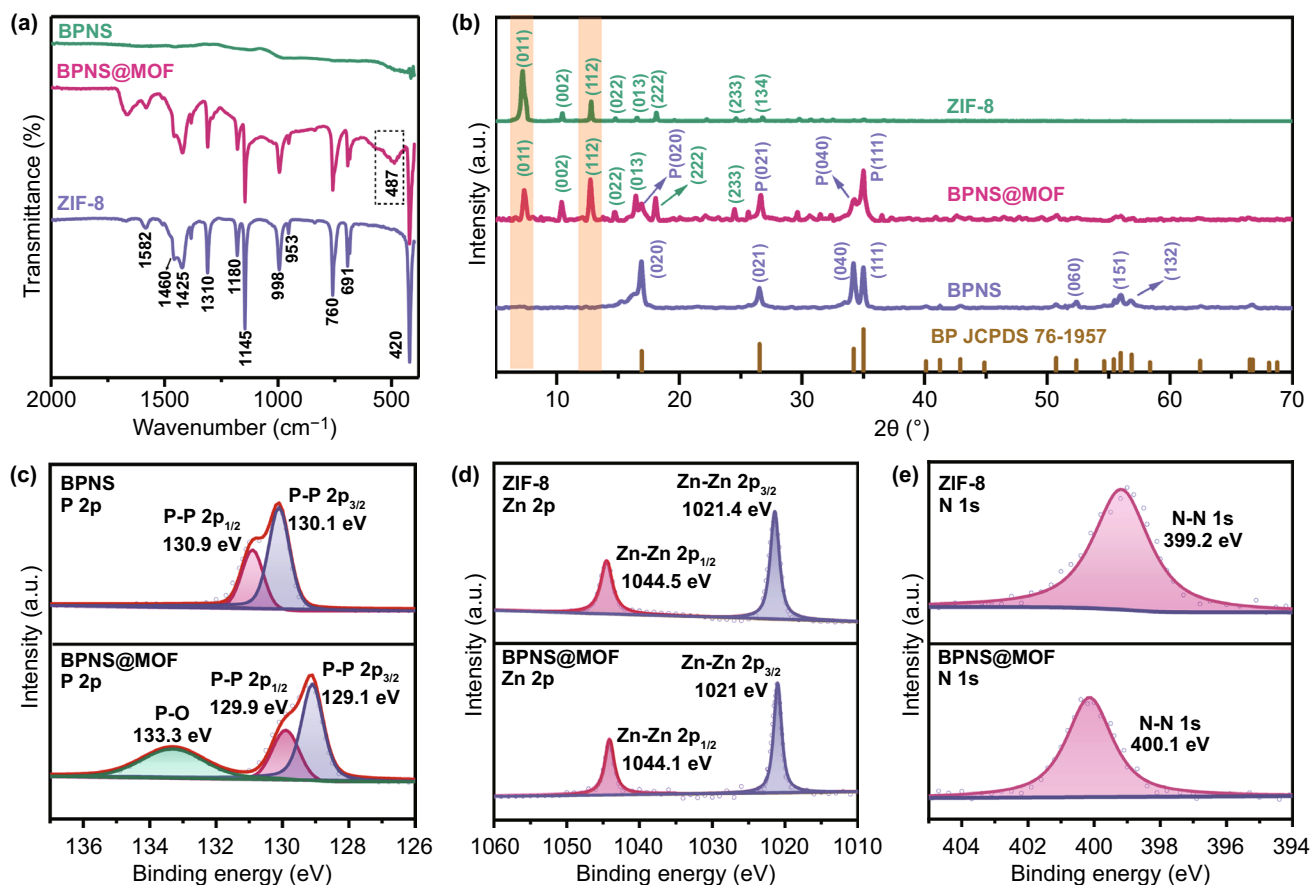 (a)
BPNS
BPNS@MOF
ZIF-8
487
1582
1460
1425
1310
1180
1145
998
953
760
691
420
Transmittance (%)
2000
1500
1000
500
Wavenumber (cm⁻¹)
(b)
(011)
(002)
(112)
(022)
(013)
(222)
(233)
(134)
ZIF-8
(011)
(002)
(112)
(022)
(013)
P(020)
(222)
(233)
P(021)
P(040)
P(111)
BPNS@MOF
(020)
(021)
(040)
(111)
(060)
(151)
(132)
BPNS
BP JCPDS 76-1957
Intensity (a.u.)
10
20
30
40
50
60
70
2θ (°)
(c)
BPNS
P 2p
P-P 2p₁/₂
130.9 eV
P-P 2p₃/₂
130.1 eV
BPNS@MOF
P 2p
P-O
133.3 eV
P-P 2p₁/₂
129.9 eV
P-P 2p₃/₂
129.1 eV
Intensity (a.u.)
136
134
132
130
128
126
Binding energy (eV)
(d)
ZIF-8
Zn 2p
Zn-Zn 2p₃/₂
1021.4 eV
Zn-Zn 2p₁/₂
1044.5 eV
BPNS@MOF
Zn 2p
Zn-Zn 2p₃/₂
1021 eV
Zn-Zn 2p₁/₂
1044.1 eV
Intensity (a.u.)
1060
1050
1040
1030
1020
1010
Binding energy (eV)
(e)
ZIF-8
N 1s
N-N 1s
399.2 eV
BPNS@MOF
N 1s
N-N 1s
400.1 eV
Intensity (a.u.)
404
402
400
398
396
394
Binding energy (eV)